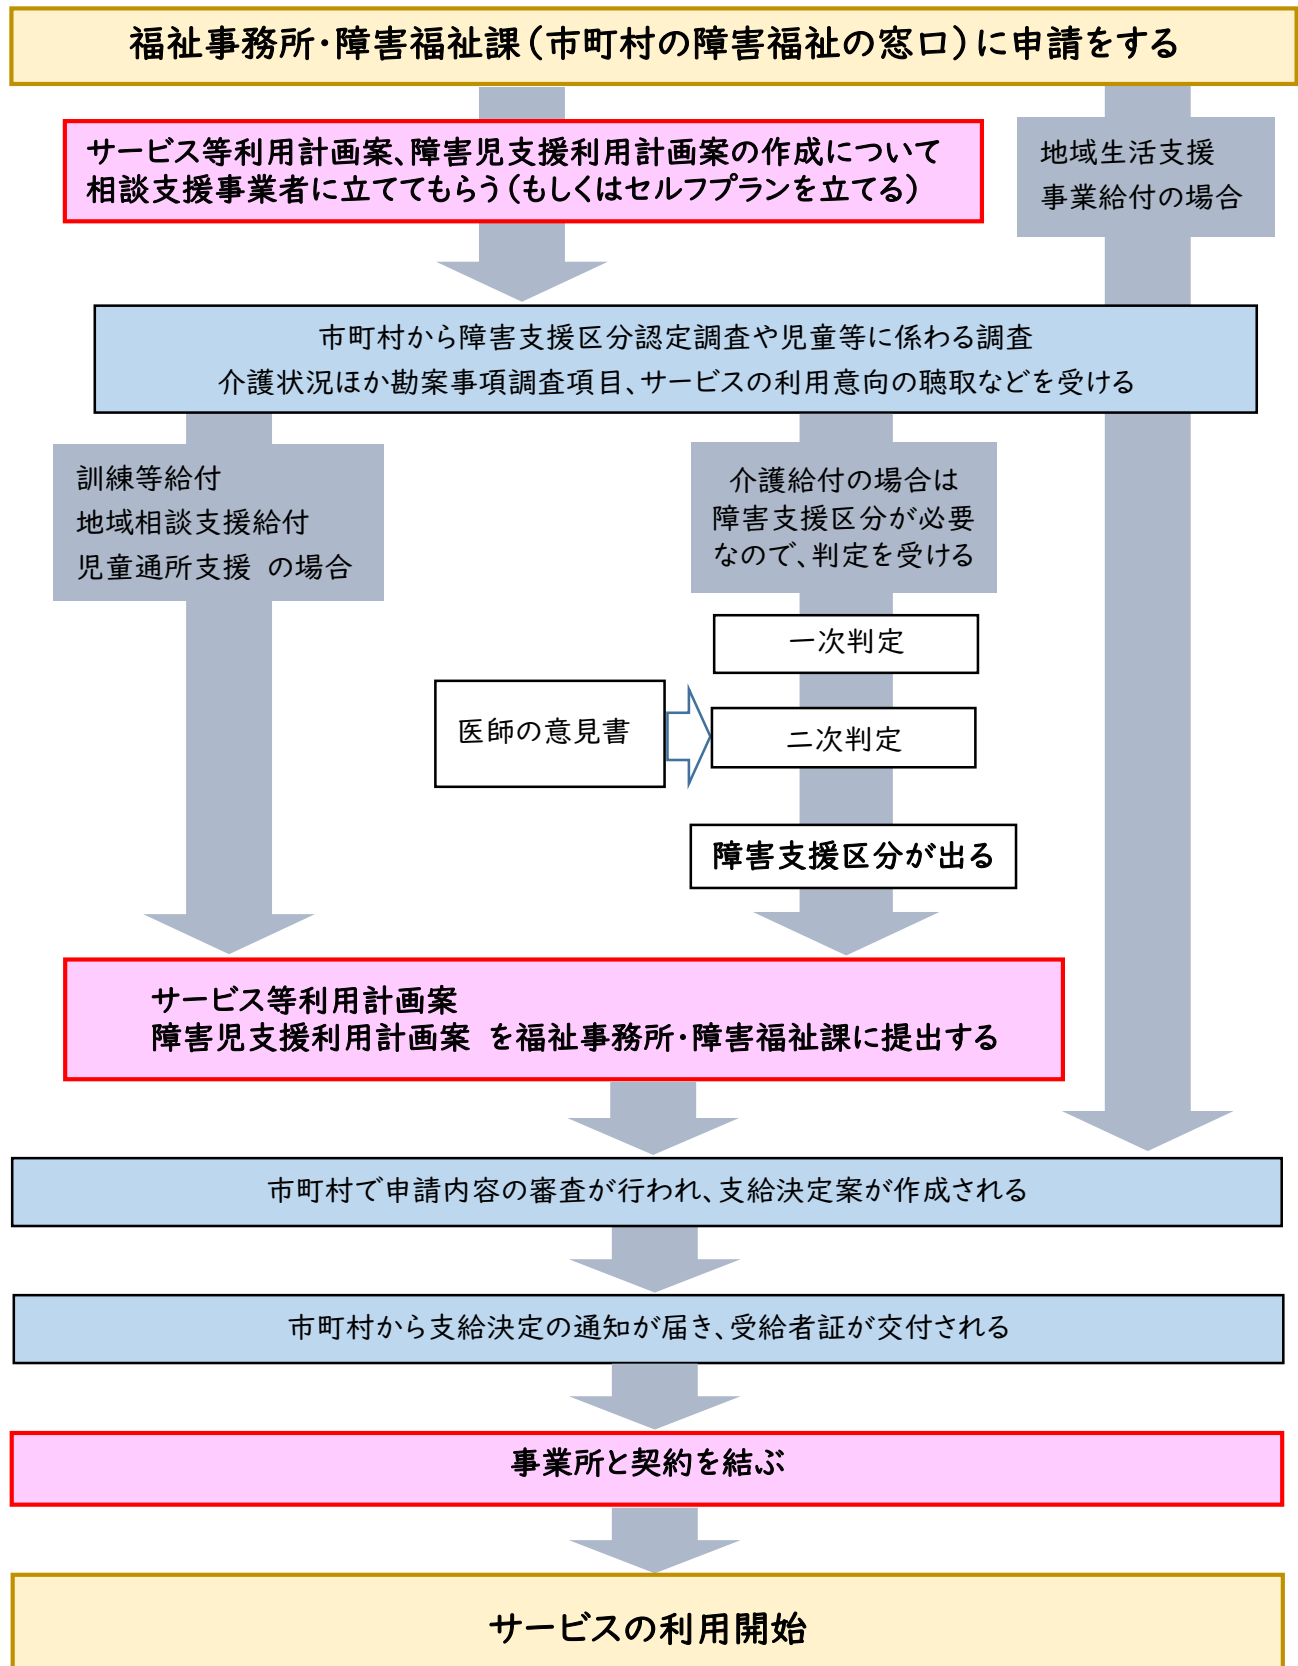 福祉事務所・障害福祉課（市町村の障害福祉の窓口）に申請をする
サービス等利用計画案、障害児支援利用計画案の作成について
相談支援事業者に立ててもらう（もしくはセルフプランを立てる）
地域生活支援
事業給付の場合
市町村から障害支援区分認定調査や児童等に係わる調査
介護状況ほか勘案事項調査項目、サービスの利用意向の聴取などを受ける
訓練等給付
地域相談支援給付
児童通所支援 の場合
介護給付の場合は
障害支援区分が必要
なので、判定を受ける
一次判定
医師の意見書
二次判定
障害支援区分が出る
サービス等利用計画案
障害児支援利用計画案 を福祉事務所・障害福祉課に提出する
市町村で申請内容の審査が行われ、支給決定案が作成される
市町村から支給決定の通知が届き、受給者証が交付される
事業所と契約を結ぶ
サービスの利用開始